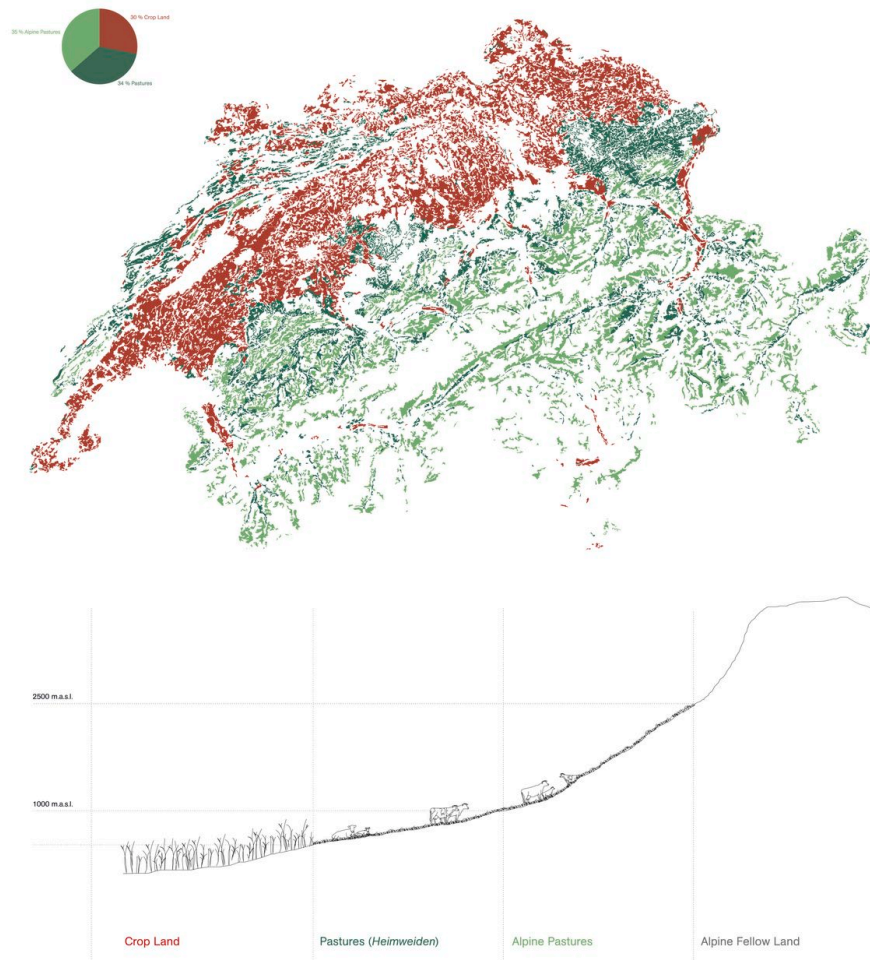 30 % Crop Land
35 % Alpine Pastures
34 % Pastures
2500 m.a.s.l.
1000 m.a.s.l.
Crop Land
Pastures (Heimweiden)
Alpine Pastures
Alpine Fellow Land